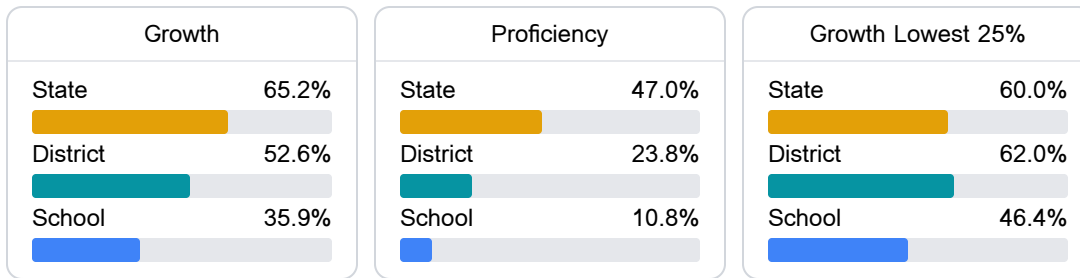 Growth
State 65.2%
District 52.6%
School 35.9%
Proficiency
State 47.0%
District 23.8%
School 10.8%
Growth Lowest 25%
State 60.0%
District 62.0%
School 46.4%